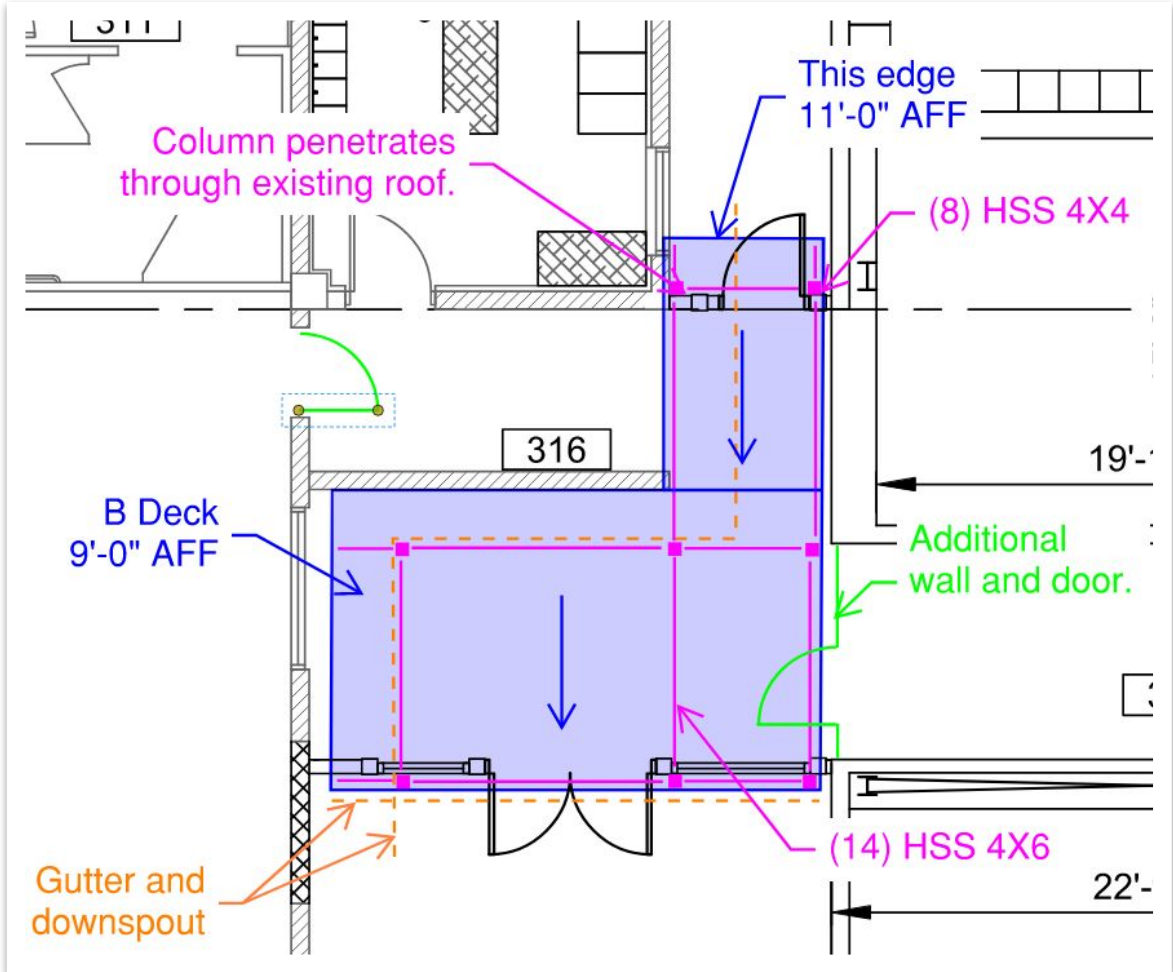 311
This edge
11'-0" AFF
Column penetrates
through existing roof.
(8) HSS 4X4
316
19'-
B Deck
9'-0" AFF
Additional
wall and door.
(14) HSS 4X6
Gutter and
downspout
22'-